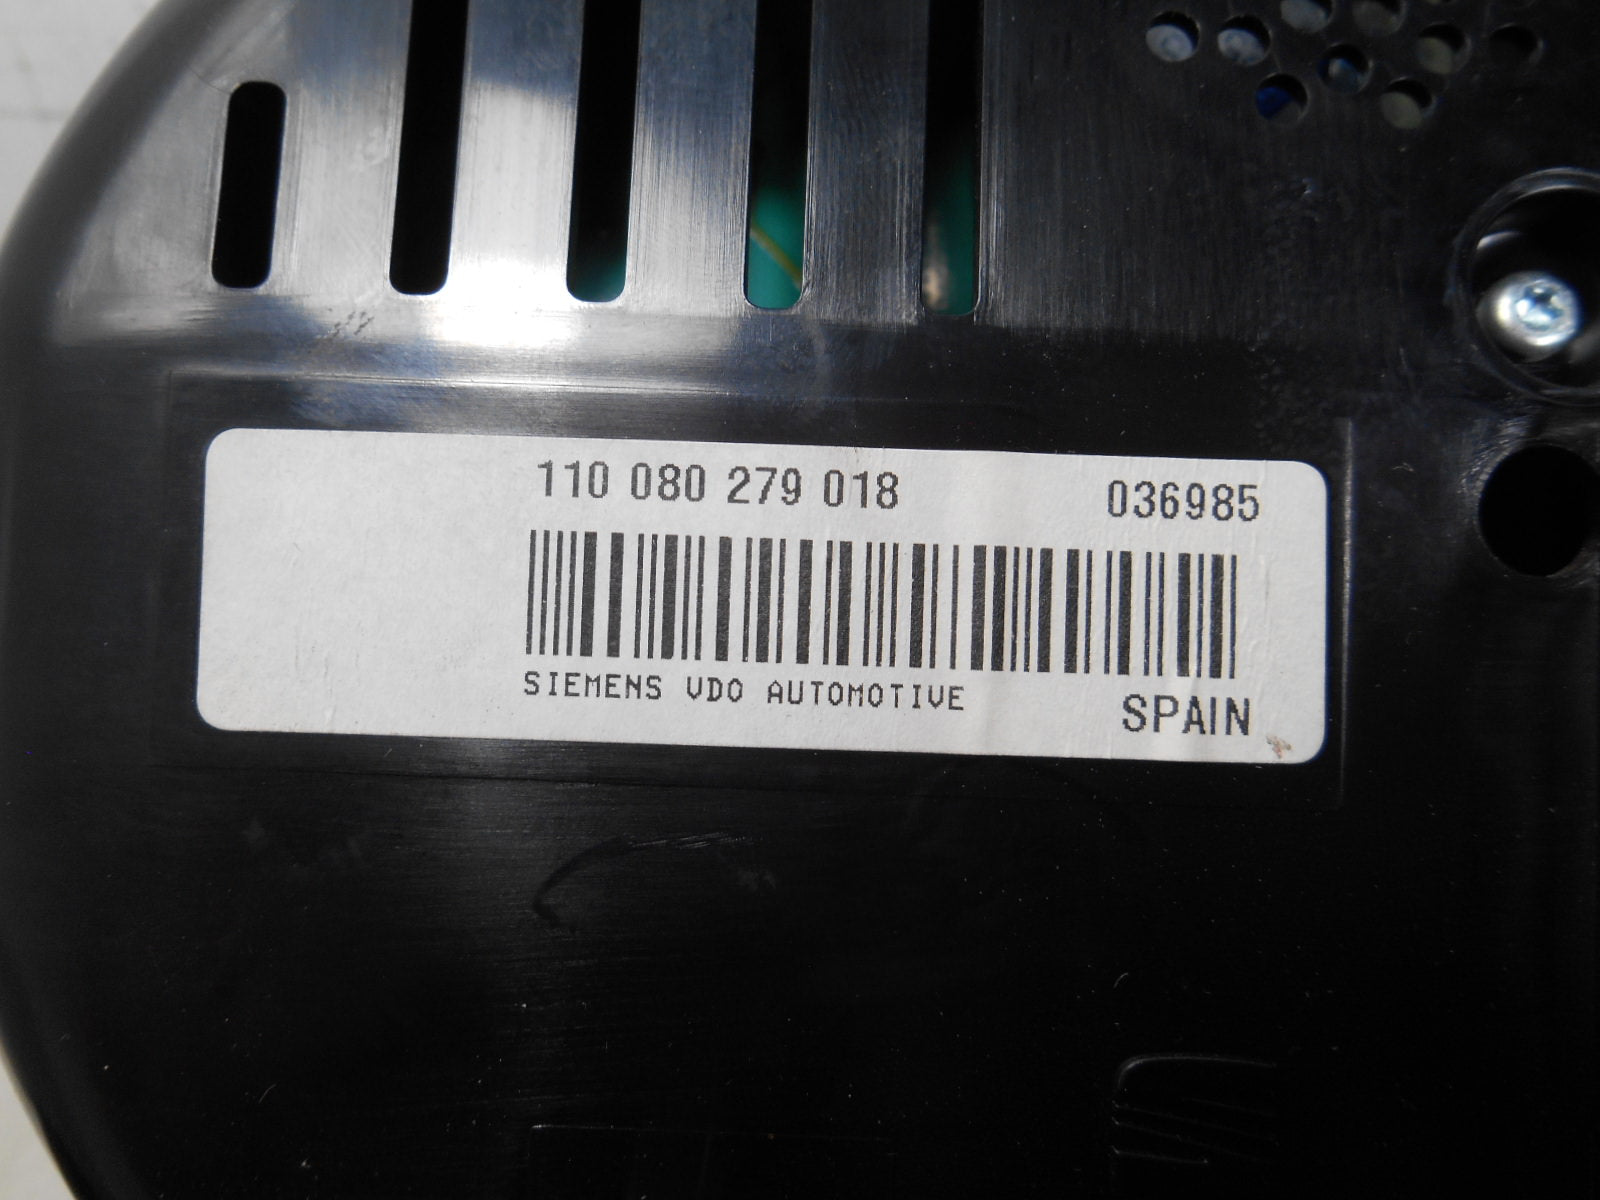 110 080 279 018 036985
SIEMENS VDO AUTOMOTIVE
SPAIN